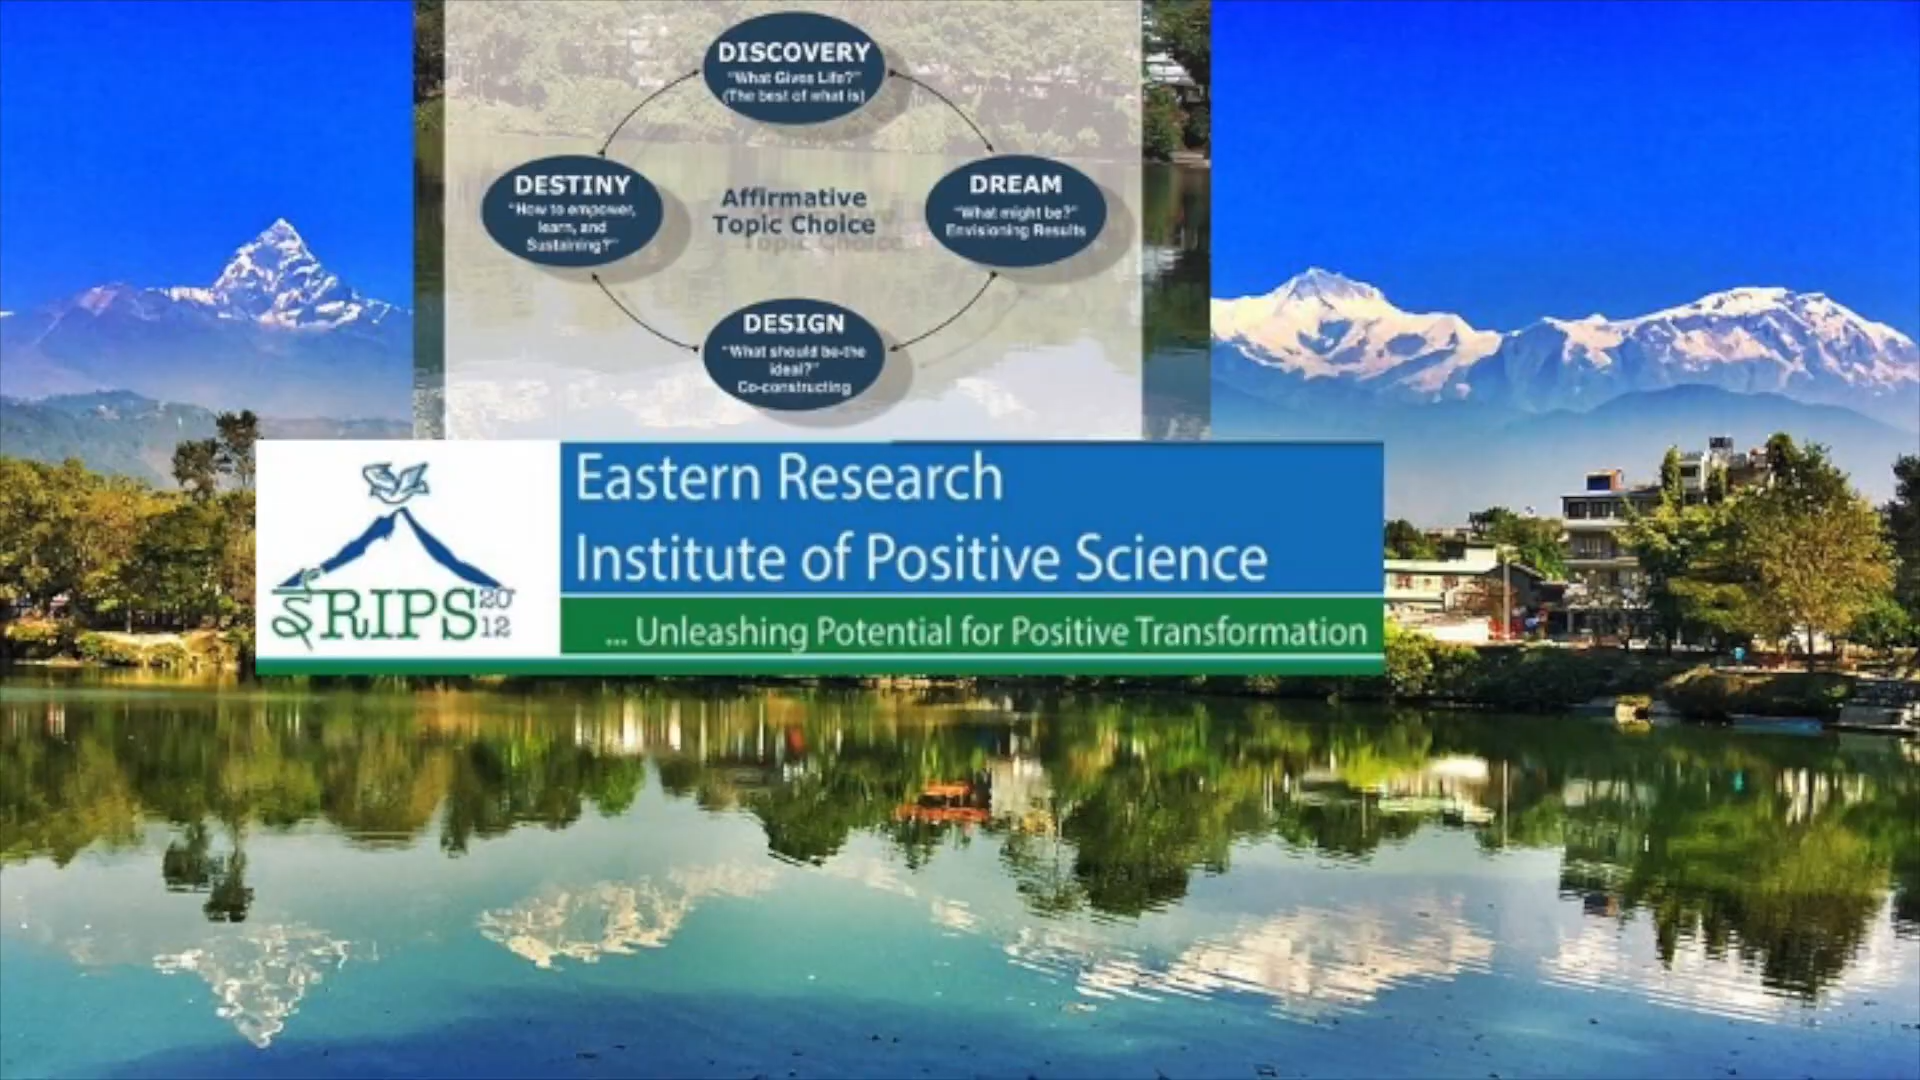 DISCOVERY
"What Gives Life?"
(The best of what is)
DESTINY
"How to empower,
learn, and
Sustaining?"
Affirmative
Topic Choice
DREAM
"What might be?"
Envisioning Results
DESIGN
"What should be-the
ideal?"
Co-constructing
Eastern Research
Institute of Positive Science
... Unleashing Potential for Positive Transformation
RIPS
20
12